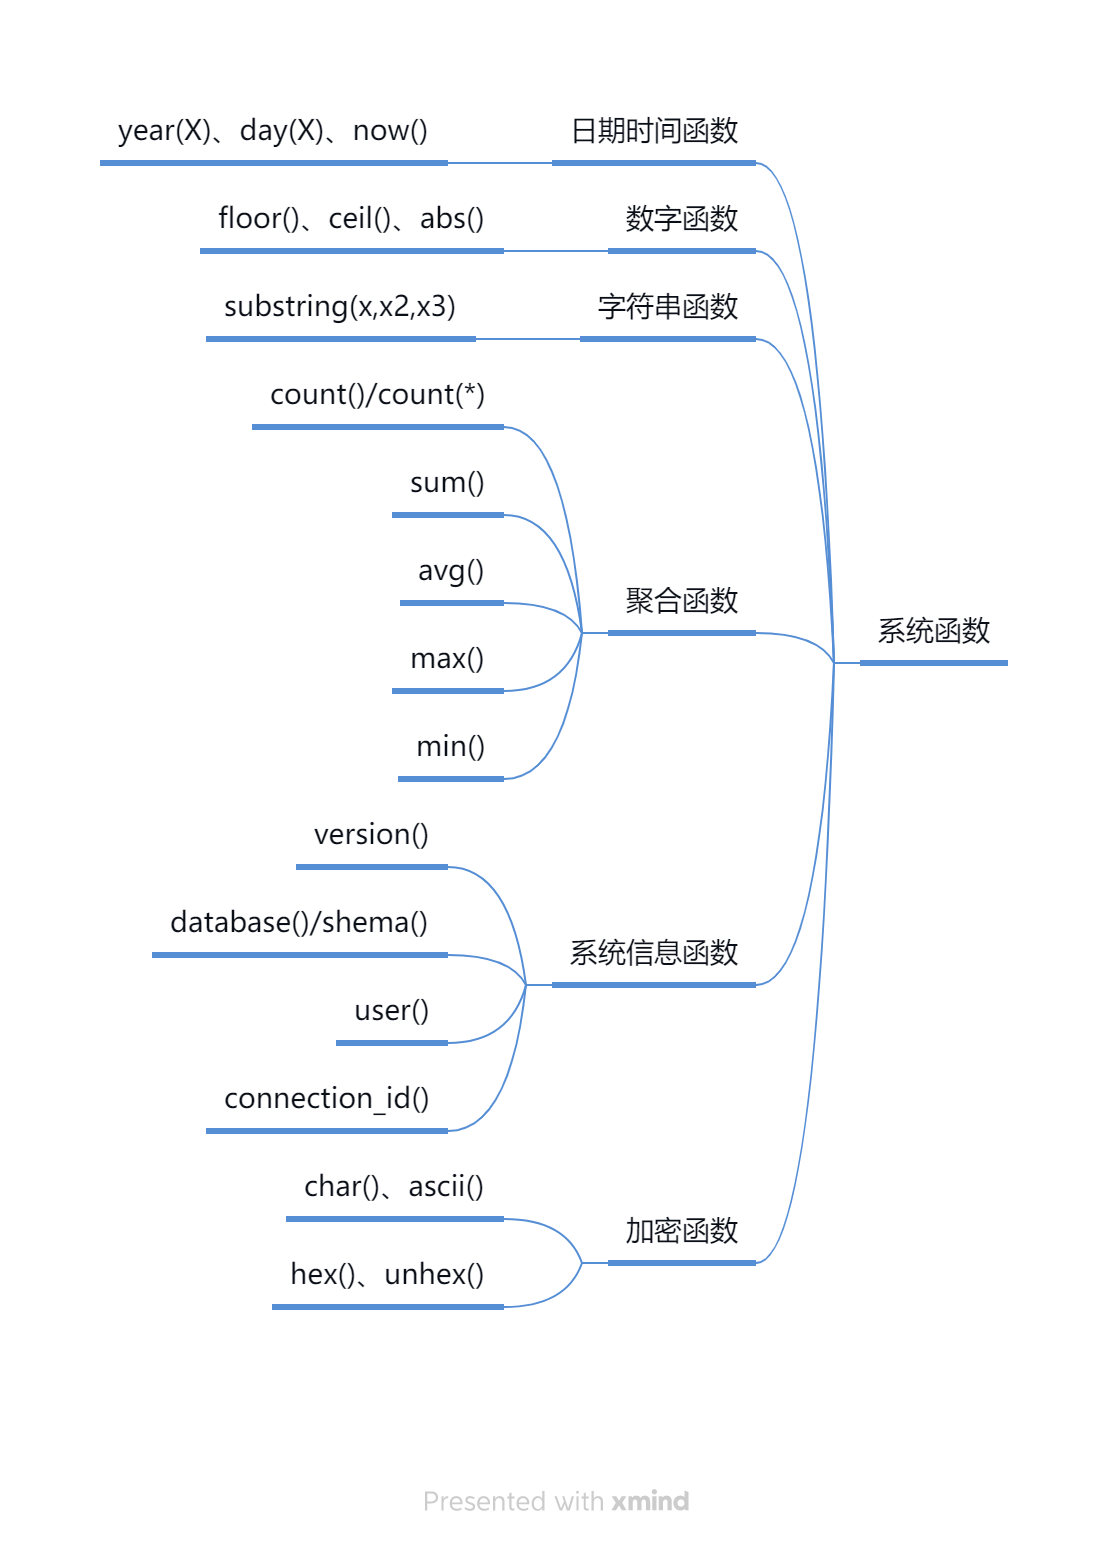 year(X)、day(X)、now()
日期时间函数
floor()、ceil()、abs()
数字函数
substring(x,x2,x3)
字符串函数
count()/count(*)
sum()
avg()
聚合函数
系统函数
max()
min()
version()
database()/shema()
系统信息函数
user()
connection_id()
char()、ascii()
加密函数
hex()、unhex()
Presented with xmind